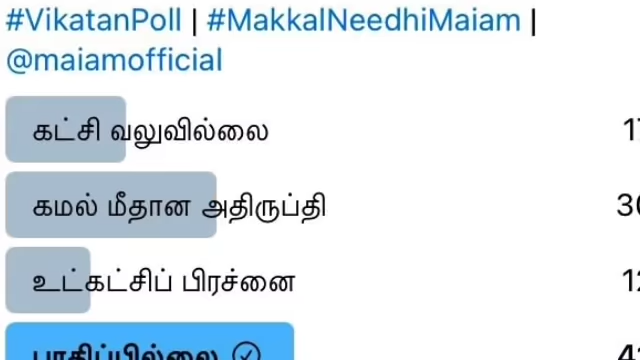 #VikatanPoll | #MakkalNeedhiMaiam |
@maiamofficial
கட்சி வலுவில்லை
கமல் மீதான அதிருப்தி
உட்கட்சிப் பிரச்னை
பாதிப்பில்லை